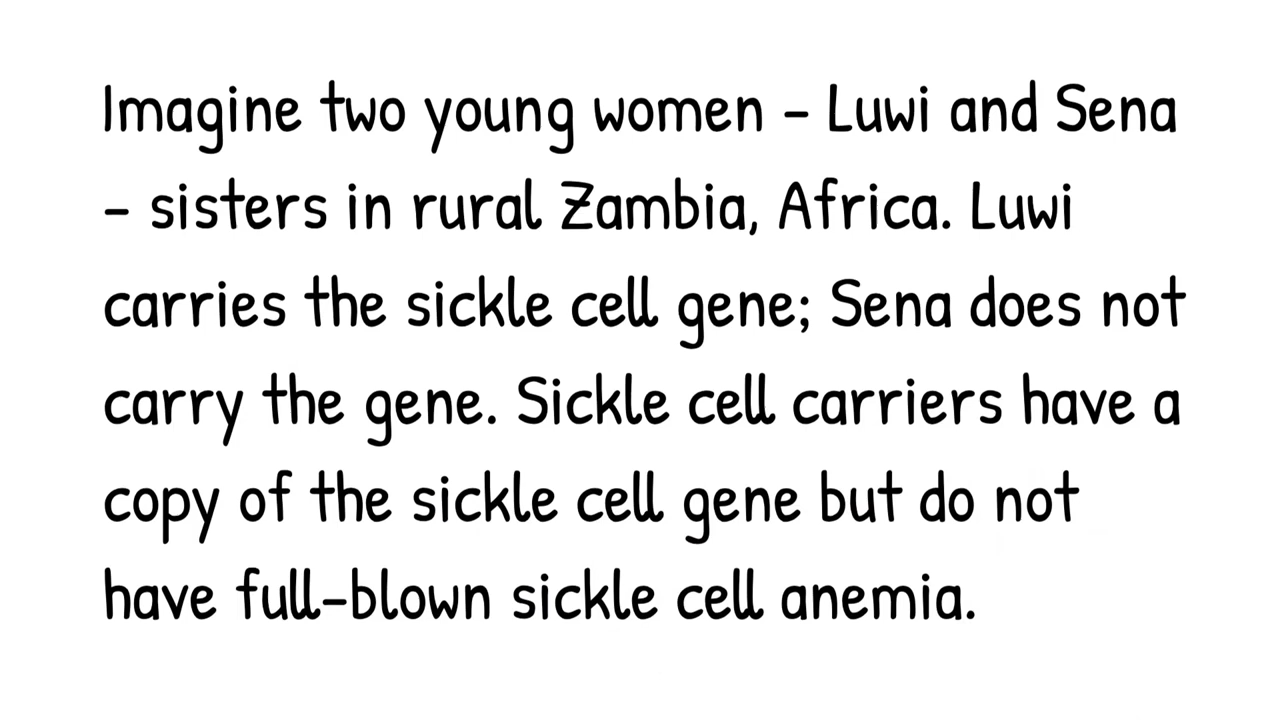 Imagine two young women – Luwi and Sena
– sisters in rural Zambia, Africa. Luwi
carries the sickle cell gene; Sena does not
carry the gene. Sickle cell carriers have a
copy of the sickle cell gene but do not
have full-blown sickle cell anemia.